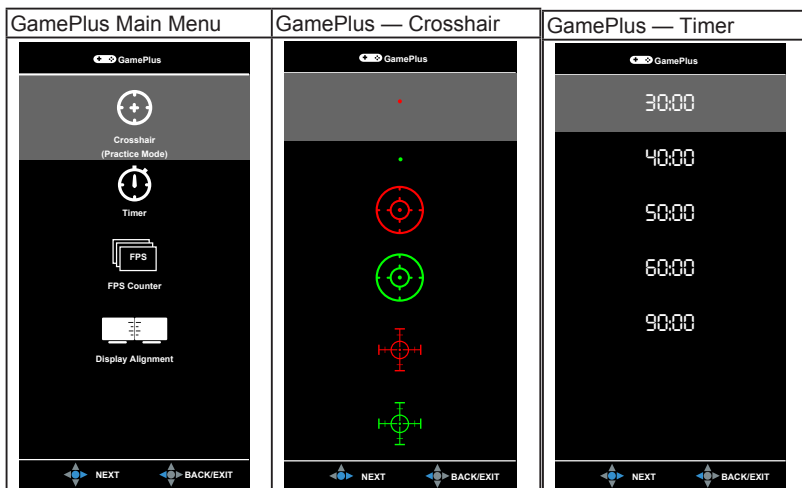 GamePlus Main Menu
GamePlus
Crosshair
(Practice Mode)
Timer
FPS
FPS Counter
Display Alignment
NEXT BACK/EXIT
GamePlus — Crosshair
GamePlus
NEXT BACK/EXIT
GamePlus — Timer
GamePlus
30:00
40:00
50:00
60:00
90:00
NEXT BACK/EXIT